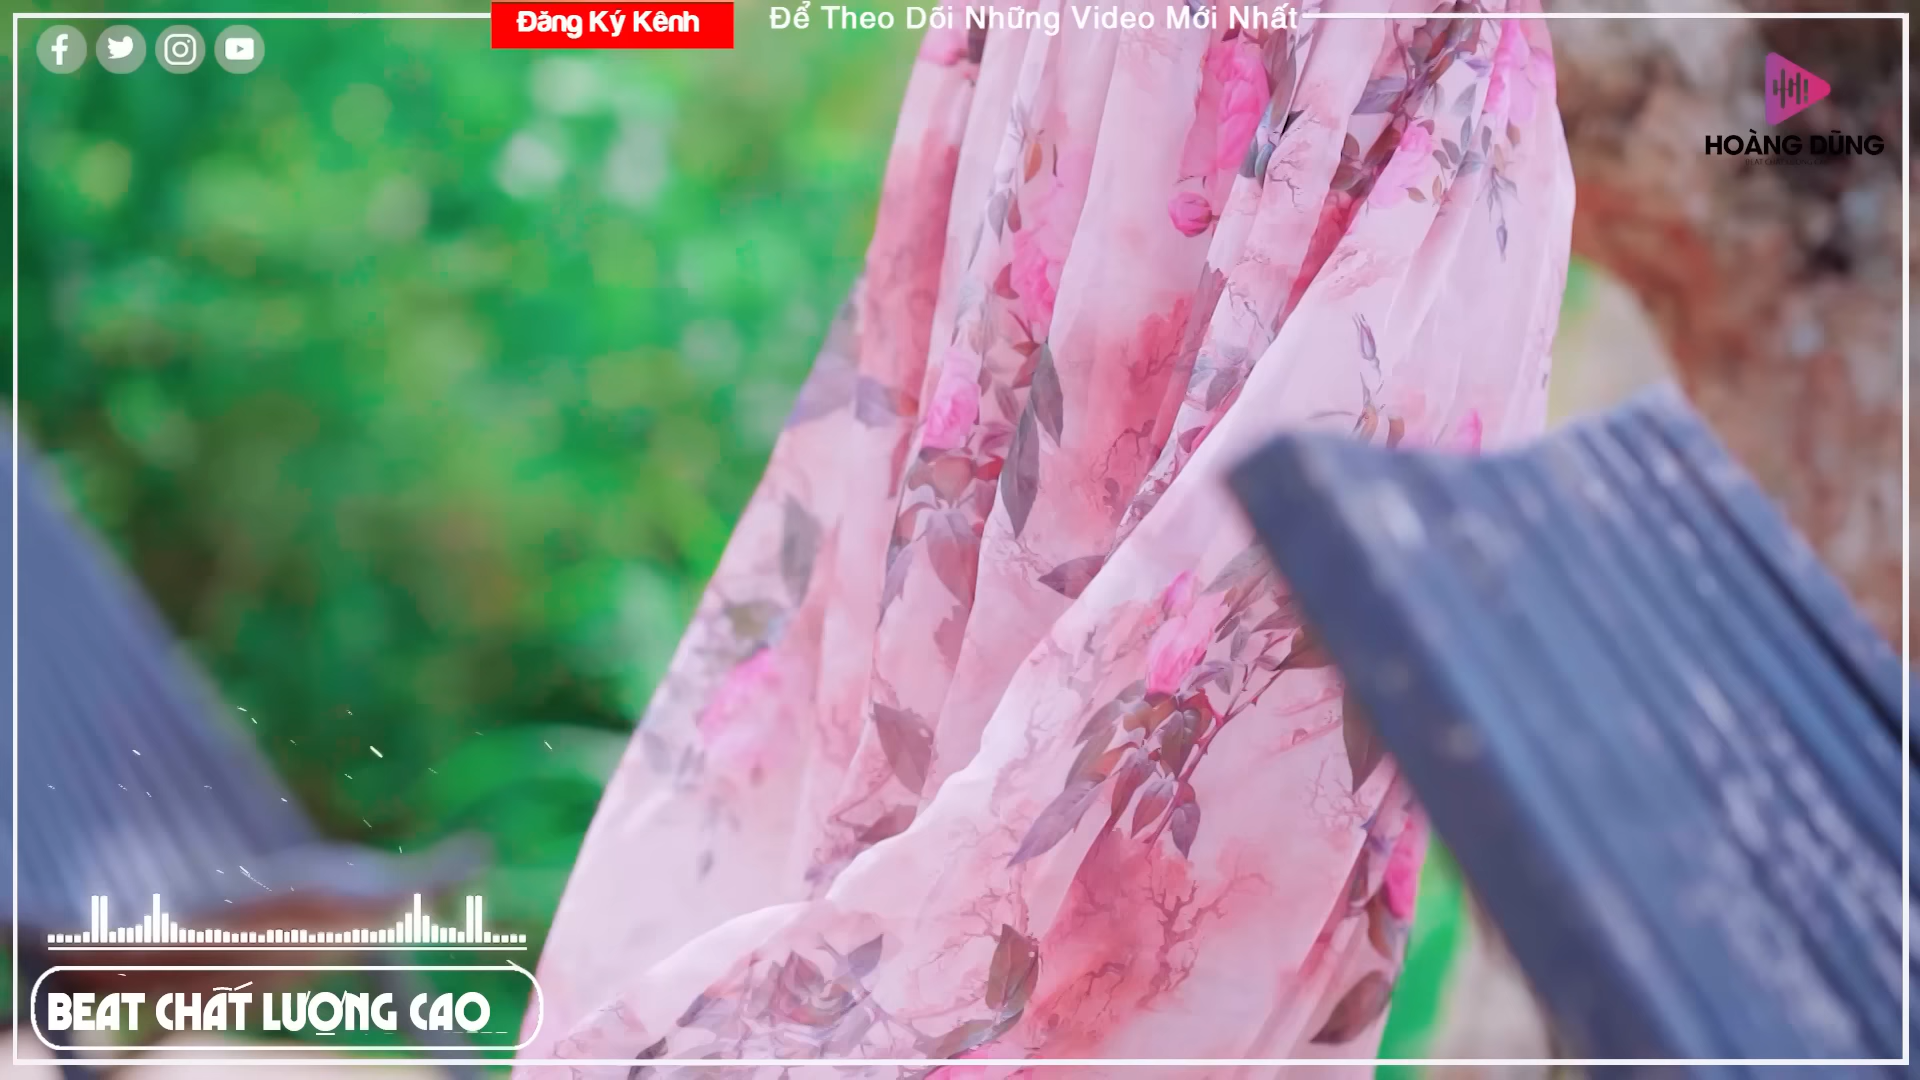 Đăng Ký Kênh
Để Theo Dõi Những Video Mới Nhất
HOÀNG DŨNG
BEAT CHẤT LƯỢNG CAO